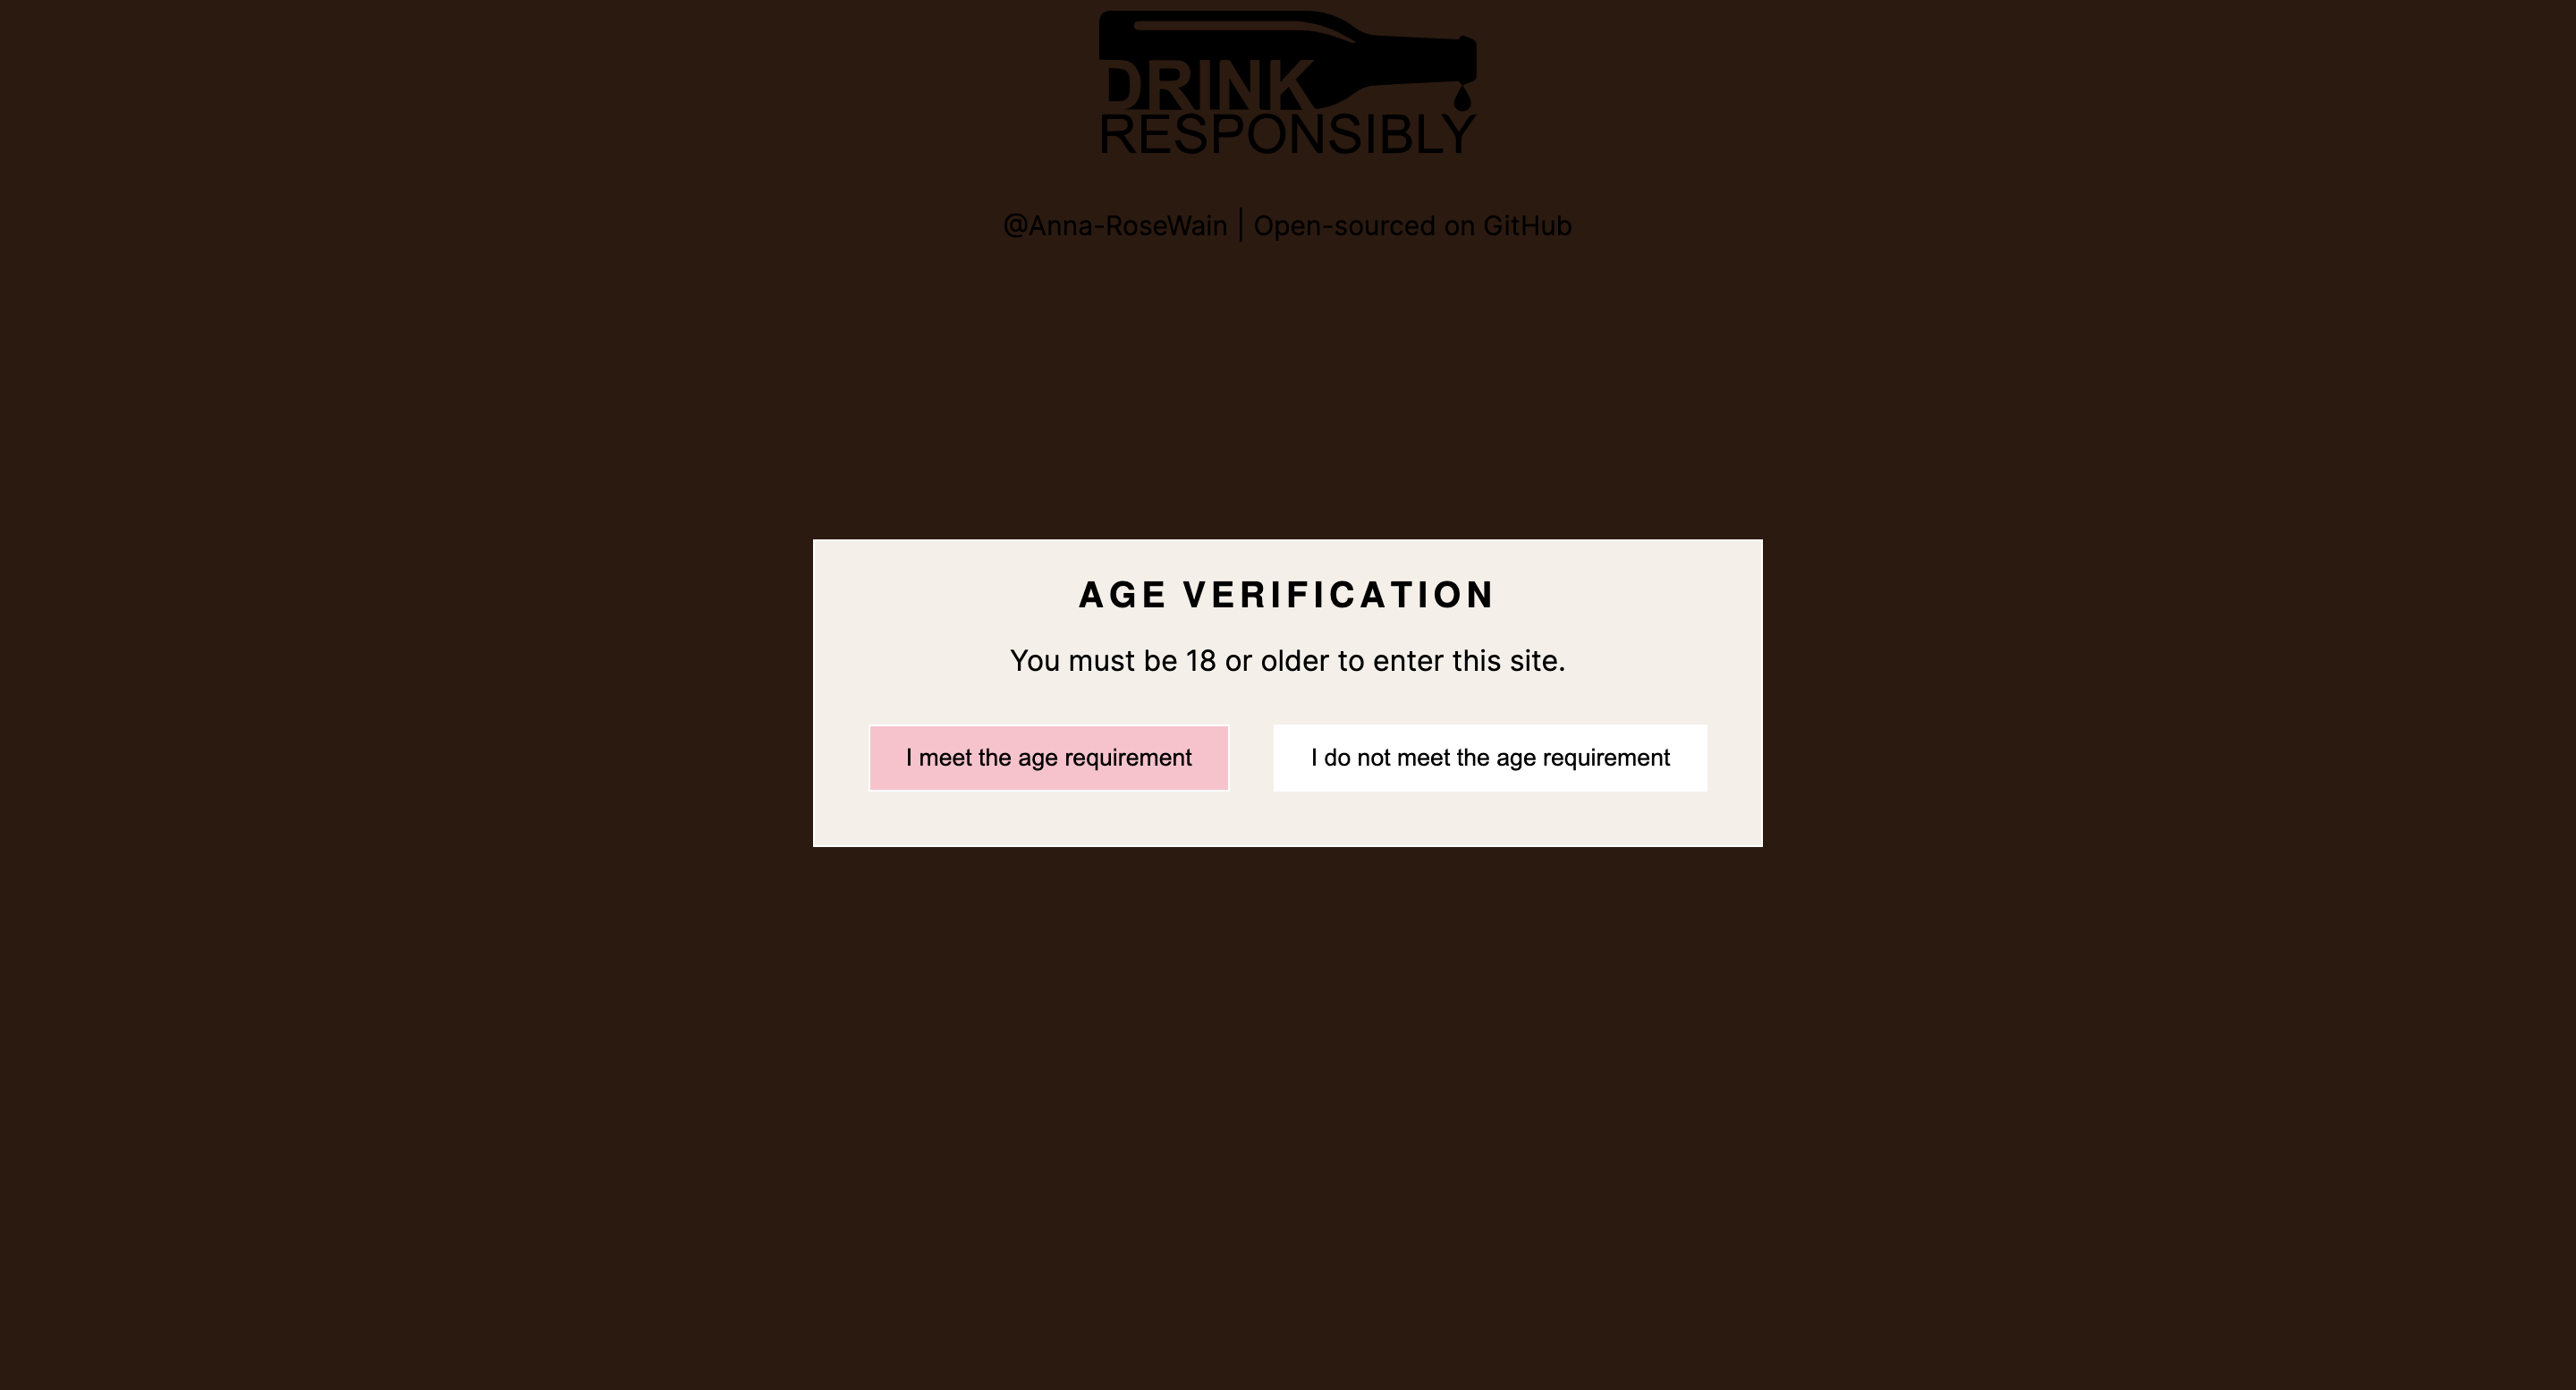 DRINK
RESPONSIBLY
@Anna-RoseWain | Open-sourced on GitHub
AGE VERIFICATION
You must be 18 or older to enter this site.
I meet the age requirement
I do not meet the age requirement